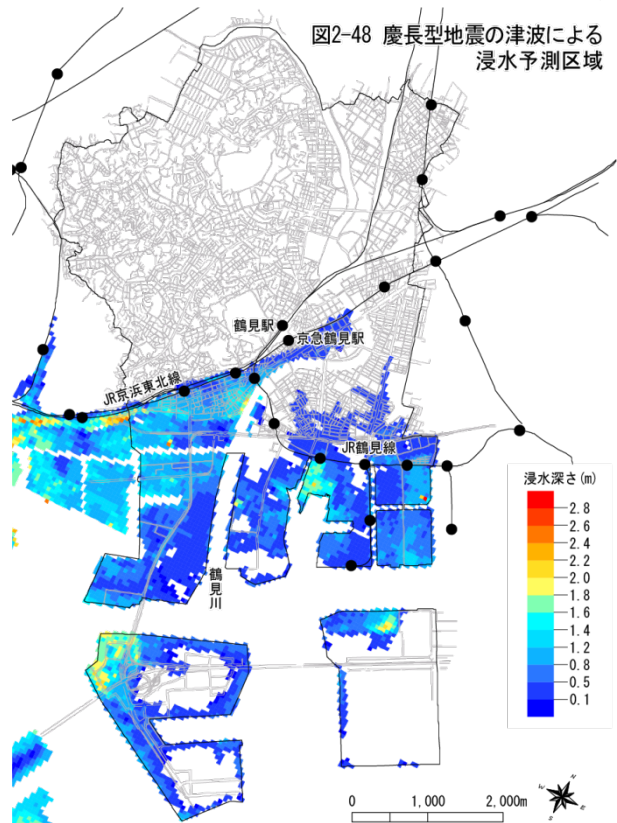 図2-48 慶長型地震の津波による
浸水予測区域
鶴見駅
京急鶴見駅
JR京浜東北線
JR鶴見線
鶴見川
浸水深さ(m)
2.8
2.6
2.4
2.2
2.0
1.8
1.6
1.4
1.2
0.8
0.5
0.1
0 1,000 2,000m
N
W
E
S